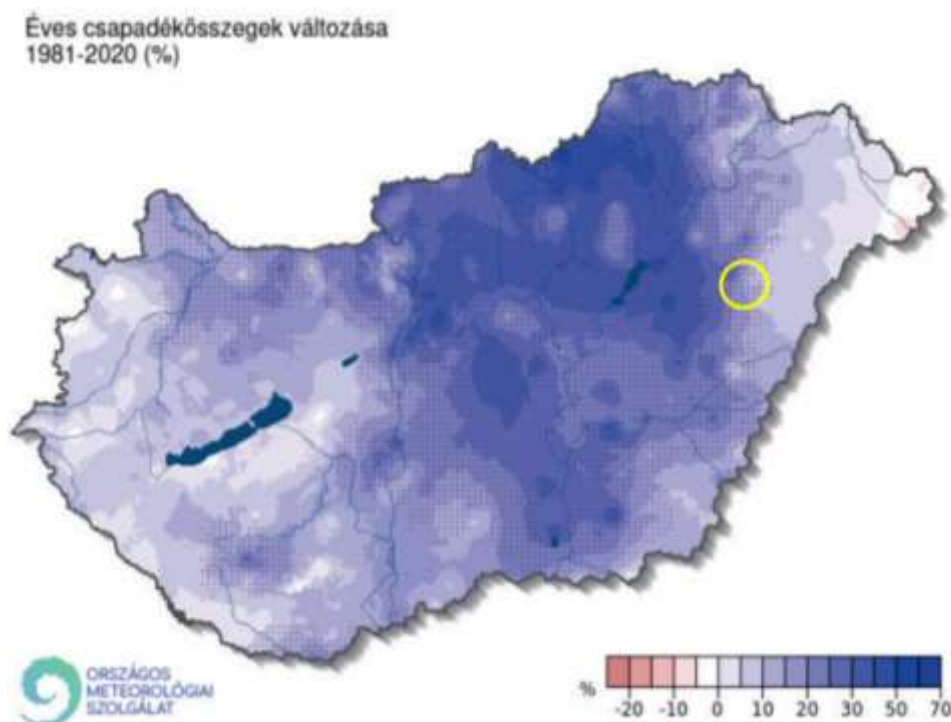 Éves csapadékösszegek változása
1981-2020 (%)
ORSZÁGOS
METEOROLÓGIAI
SZOLGÁLAT
%
-20 -10 0 10 20 30 50 70